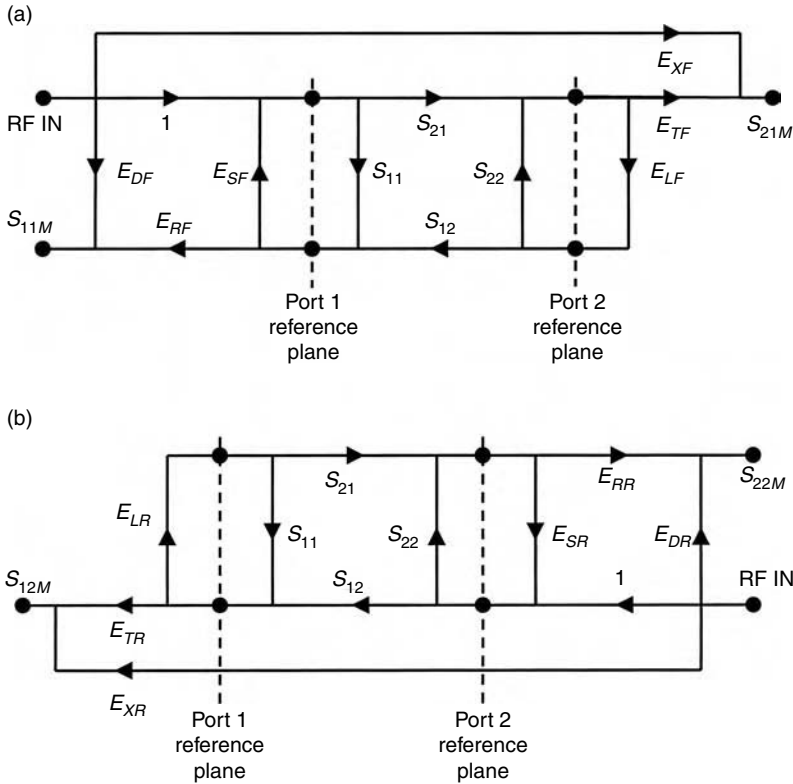 (a)
E_XF
RF IN
1
S_21
E_TF
S_21M
E_DF
E_SF
S_11
S_22
E_LF
S_11M
E_RF
S_12
Port 1
reference
plane
Port 2
reference
plane
(b)
S_21
E_RR
S_22M
E_LR
S_11
S_22
E_SR
E_DR
S_12M
S_12
1
RF IN
E_TR
E_XR
Port 1
reference
plane
Port 2
reference
plane